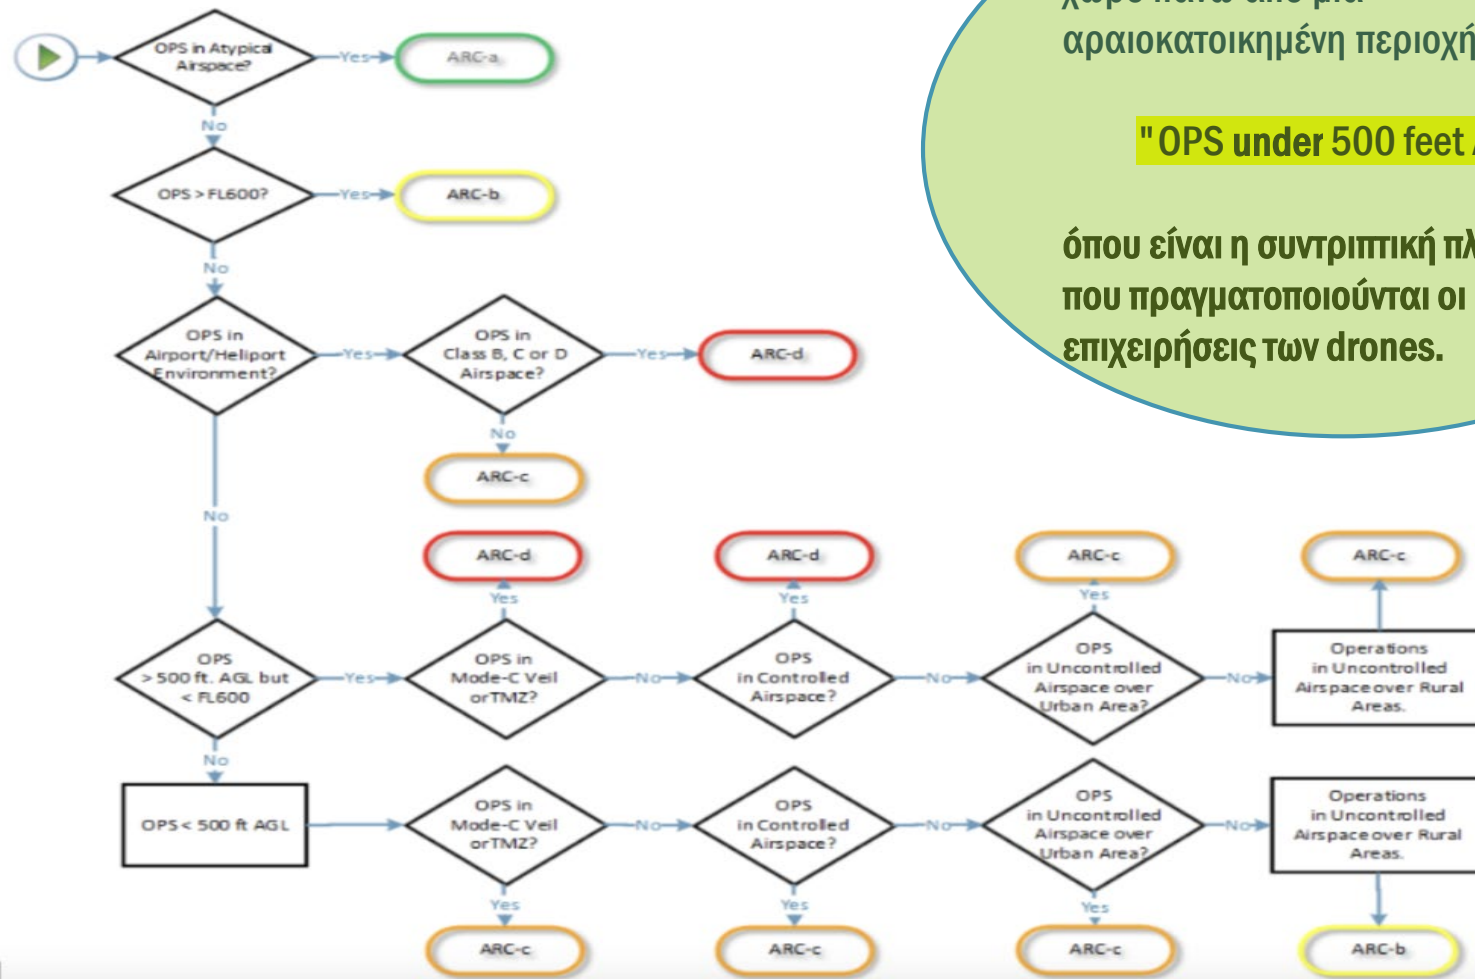 OPS in Atypical
Airspace?
Yes
ARC-a
No
OPS > FL600?
Yes
ARC-b
No
OPS in
Airport/Heliport
Environment?
Yes
OPS in
Class B, C or D
Airspace?
Yes
ARC-d
No
ARC-c
No
ARC-d
ARC-d
ARC-c
ARC-c
Yes
Yes
Yes
OPS
> 500 ft. AGL but
< FL600
Yes
OPS in
Mode-C Veil
orTMZ?
No
OPS
in Controlled
Airspace?
No
OPS
in Uncontrolled
Airspace over
Urban Area?
No
Operations
in Uncontrolled
Airspace over Rural
Areas.
No
OPS < 500 ft AGL
OPS in
Mode-C Veil
orTMZ?
No
OPS
in Controlled
Airspace?
No
OPS
in Uncontrolled
Airspace over
Urban Area?
No
Operations
in Uncontrolled
Airspace over Rural
Areas.
Yes
Yes
Yes
ARC-c
ARC-c
ARC-c
ARC-b
αραιοκατοικημένη περιοχή
"OPS under 500 feet
όπου είναι η συντριπτική
που πραγματοποιούνται οι
επιχειρήσεις των drones.